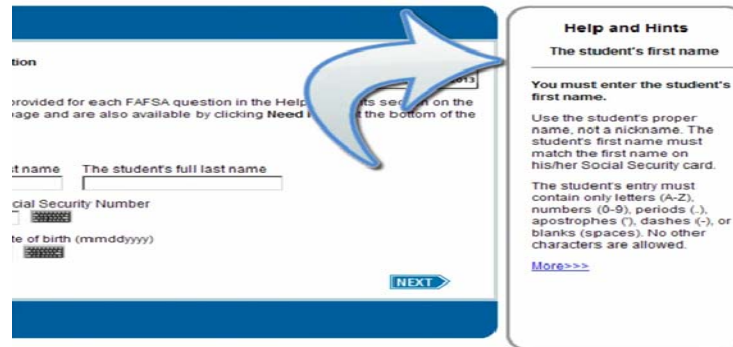 tion
013
provided for each FAFSA question in the Help ts section on the
page and are also available by clicking Need t the bottom of the
st name The student's full last name
cial Security Number
te of birth (mmddyyyy)
NEXT
Help and Hints
The student's first name
You must enter the student's
first name.
Use the student's proper
name, not a nickname. The
student's first name must
match the first name on
his/her Social Security card.
The student's entry must
contain only letters (A-Z),
numbers (0-9), periods (.),
apostrophes ('), dashes (-), or
blanks (spaces). No other
characters are allowed.
More>>>